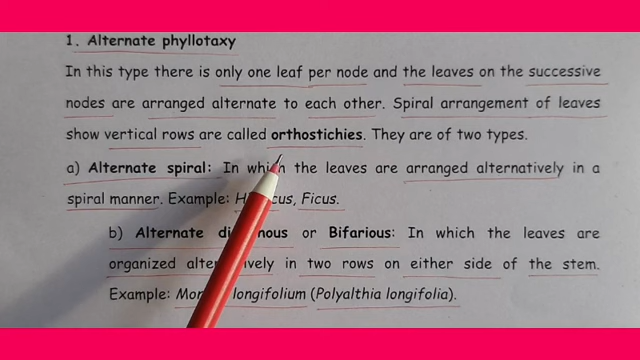 1. Alternate phyllotaxy
In this type there is only one leaf per node and the leaves on the successive
nodes are arranged alternate to each other. Spiral arrangement of leaves
show vertical rows are called orthostichies. They are of two types.
a) Alternate spiral: In which the leaves are arranged alternatively in a
spiral manner. Example: Ficus.
b) Alternate or Bifarious: In which the leaves are
organized in two rows on either side of the stem.
Example: longifolium (Polyalthia longifolia).